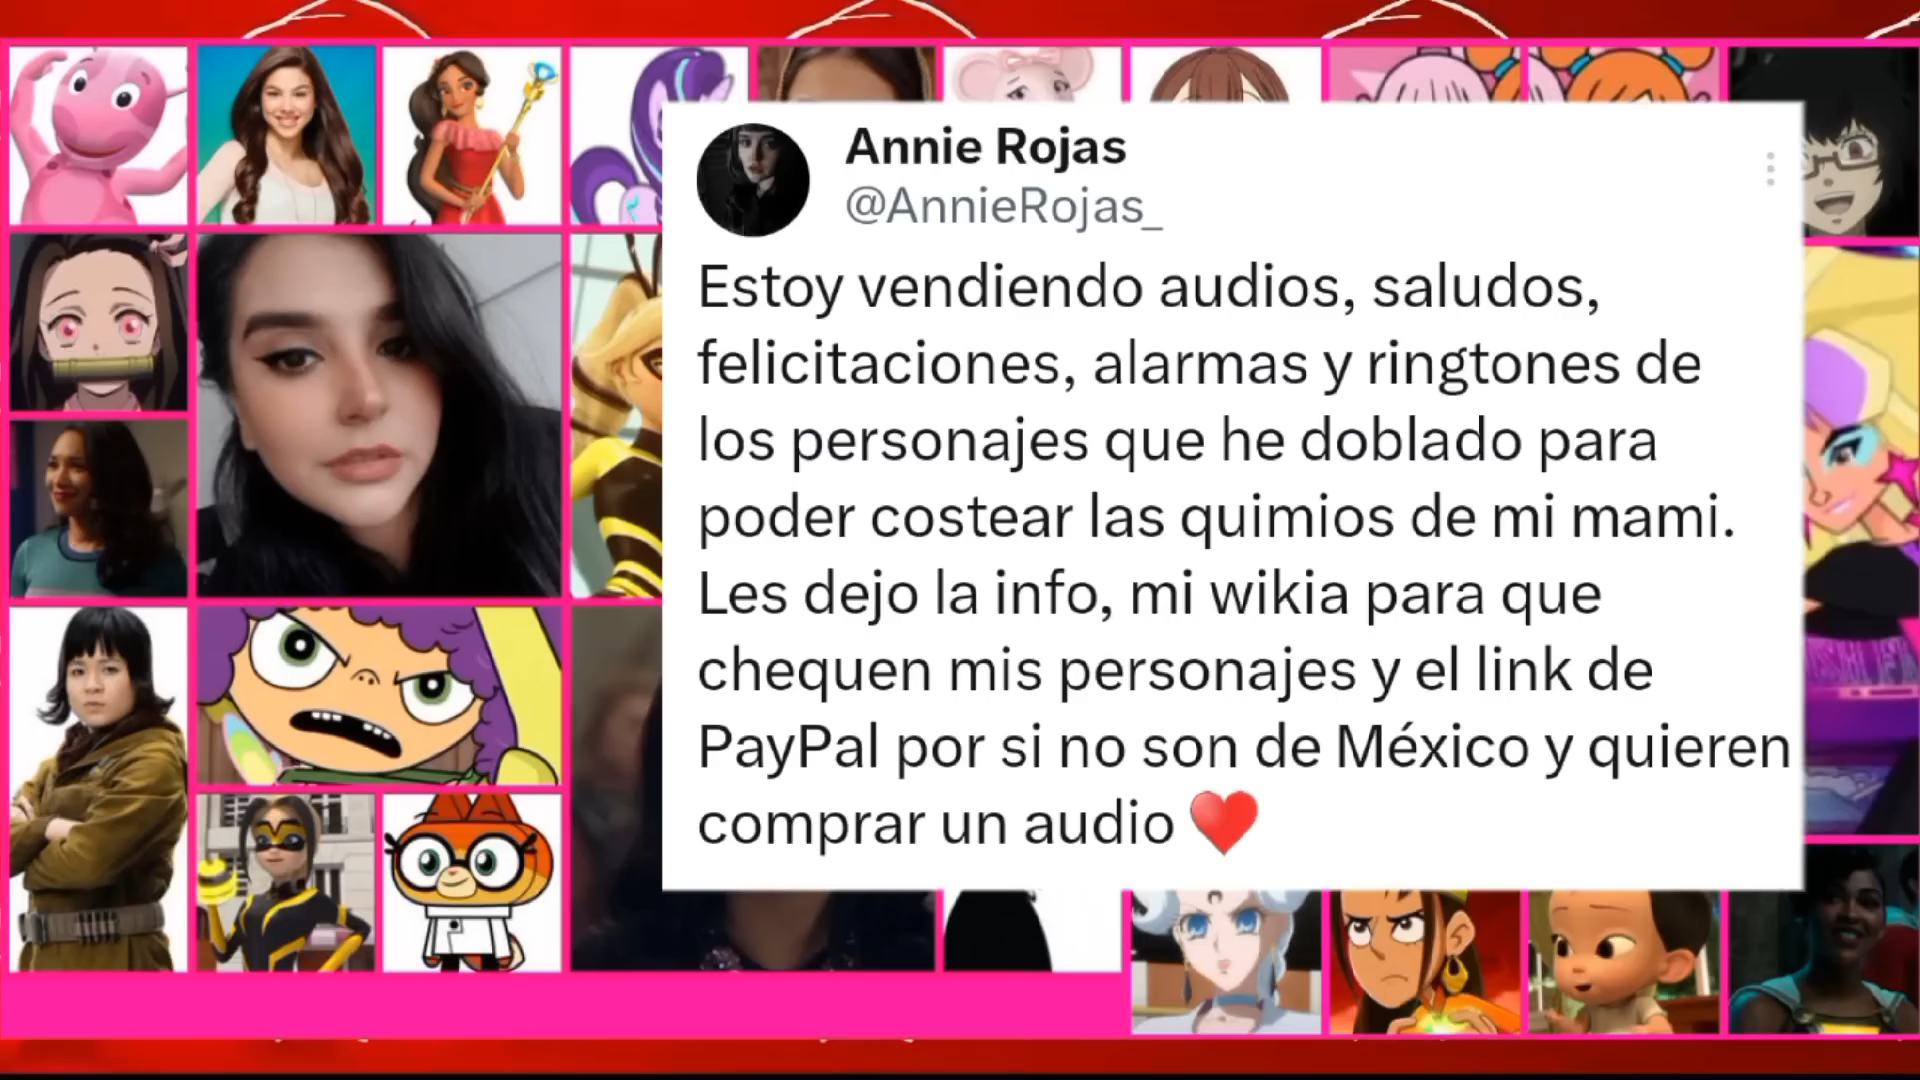 Annie Rojas
@AnnieRojas_
Estoy vendiendo audios, saludos,
felicitaciones, alarmas y ringtones de
los personajes que he doblado para
poder costear las quimios de mi mami.
Les dejo la info, mi wikia para que
chequen mis personajes y el link de
PayPal por si no son de México y quieren
comprar un audio ♥️